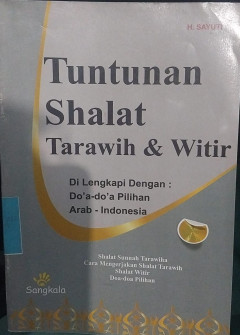 M. SAYUTI
Tuntunan
Shalat
Tarawih & Witir
Di Lengkapi Dengan :
Do'a-do'a Pilihan
Arab - Indonesia
Shalat Sunnah Tarawiha
Cara Mengerjakan Shalat Tarawih
Shalat Witir
Doa-doa Pilihan
Sangkala